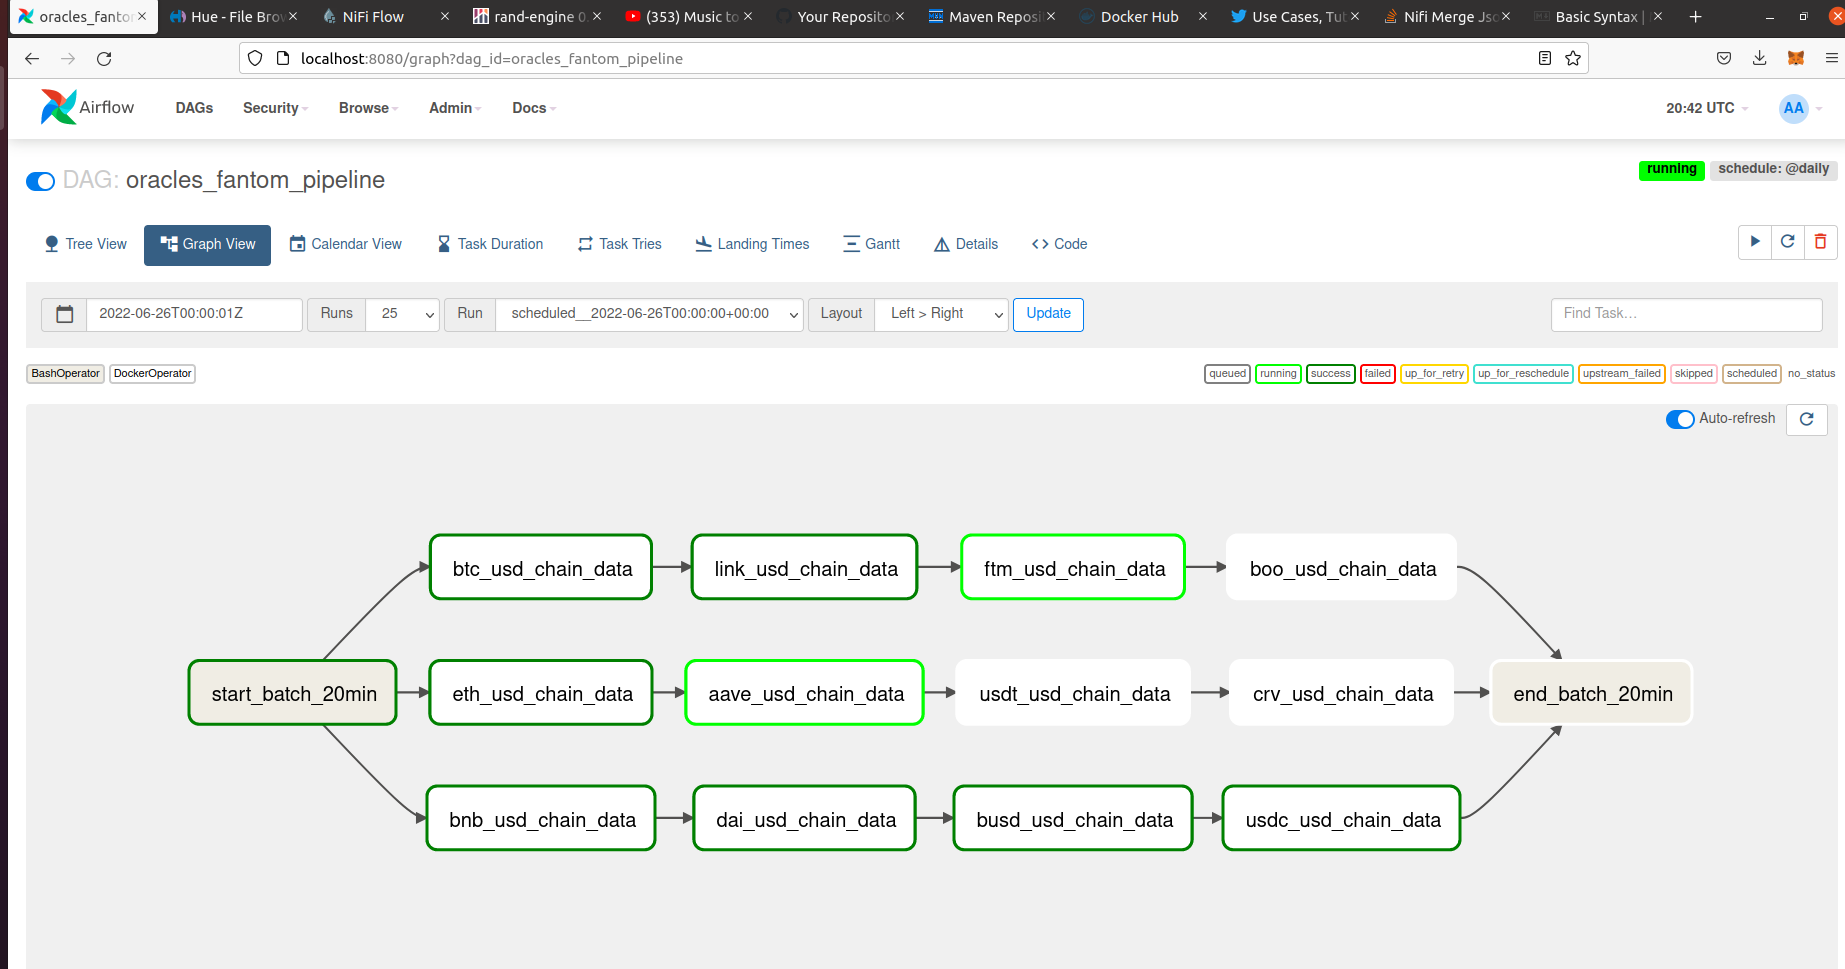 oracles_fantor
Hue - File Brov
NiFi Flow
rand-engine 0.
(353) Music to
Your Reposito
Maven Reposi
Docker Hub
Use Cases, Tut
Nifi Merge Jso
Basic Syntax |
localhost:8080/graph?dag_id=oracles_fantom_pipeline
Airflow
DAGs
Security
Browse
Admin
Docs
20:42 UTC
AA
DAG: oracles_fantom_pipeline
running
schedule: @daily
Tree View
Graph View
Calendar View
Task Duration
Task Tries
Landing Times
Gantt
Details
<> Code
2022-06-26T00:00:01Z
Runs
25
Run
scheduled__2022-06-26T00:00:00+00:00
Layout
Left > Right
Update
Find Task...
BashOperator
DockerOperator
queued
running
success
failed
up_for_retry
up_for_reschedule
upstream_failed
skipped
scheduled
no_status
Auto-refresh
btc_usd_chain_data
link_usd_chain_data
ftm_usd_chain_data
boo_usd_chain_data
start_batch_20min
eth_usd_chain_data
aave_usd_chain_data
usdt_usd_chain_data
crv_usd_chain_data
end_batch_20min
bnb_usd_chain_data
dai_usd_chain_data
busd_usd_chain_data
usdc_usd_chain_data